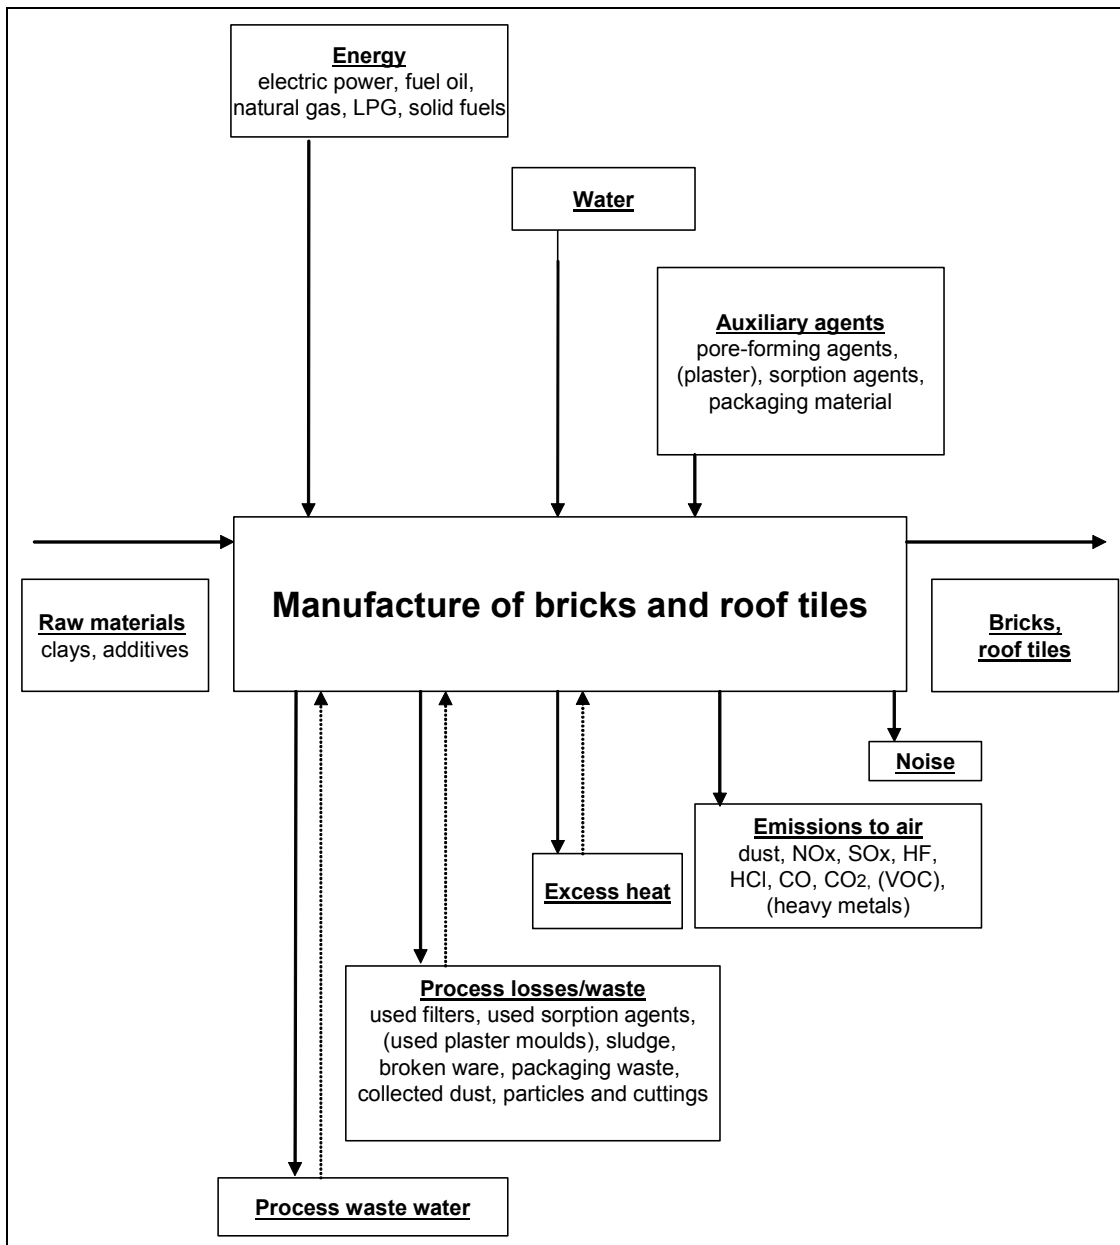 Energy
electric power, fuel oil,
natural gas, LPG, solid fuels
Water
Auxiliary agents
pore-forming agents,
(plaster), sorption agents,
packaging material
Manufacture of bricks and roof tiles
Raw materials
clays, additives
Bricks,
roof tiles
Noise
Emissions to air
dust, NOx, SOx, HF,
HCl, CO, CO2, (VOC),
(heavy metals)
Excess heat
Process losses/waste
used filters, used sorption agents,
(used plaster moulds), sludge,
broken ware, packaging waste,
collected dust, particles and cuttings
Process waste water